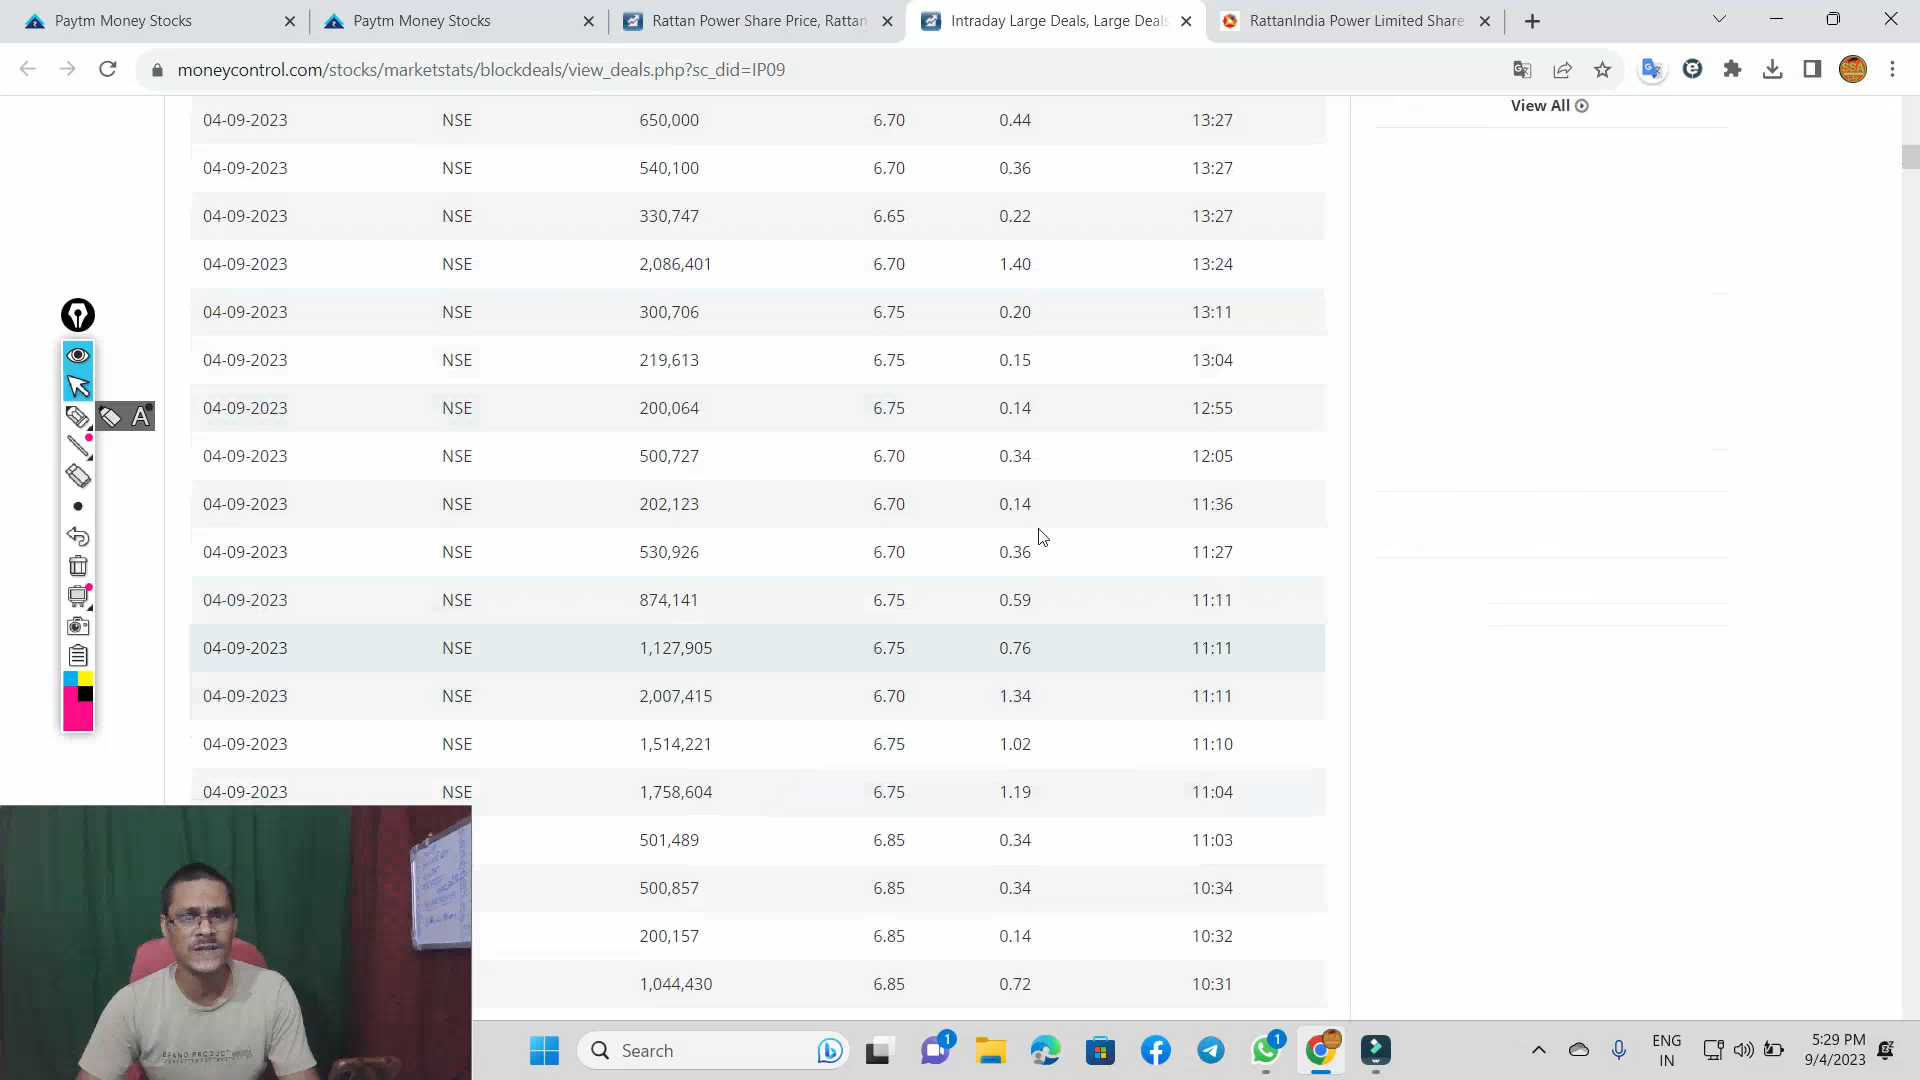 Paytm Money Stocks
Paytm Money Stocks
Rattan Power Share Price, Rattan
Intraday Large Deals, Large Deals
RattanIndia Power Limited Share
moneycontrol.com/stocks/marketstats/blockdeals/view_deals.php?sc_did=IP09
SSA
View All
04-09-2023 NSE 650,000 6.70 0.44 13:27
04-09-2023 NSE 540,100 6.70 0.36 13:27
04-09-2023 NSE 330,747 6.65 0.22 13:27
04-09-2023 NSE 2,086,401 6.70 1.40 13:24
04-09-2023 NSE 300,706 6.75 0.20 13:11
04-09-2023 NSE 219,613 6.75 0.15 13:04
04-09-2023 NSE 200,064 6.75 0.14 12:55
04-09-2023 NSE 500,727 6.70 0.34 12:05
04-09-2023 NSE 202,123 6.70 0.14 11:36
04-09-2023 NSE 530,926 6.70 0.36 11:27
04-09-2023 NSE 874,141 6.75 0.59 11:11
04-09-2023 NSE 1,127,905 6.75 0.76 11:11
04-09-2023 NSE 2,007,415 6.70 1.34 11:11
04-09-2023 NSE 1,514,221 6.75 1.02 11:10
04-09-2023 NSE 1,758,604 6.75 1.19 11:04
501,489 6.85 0.34 11:03
500,857 6.85 0.34 10:34
200,157 6.85 0.14 10:32
1,044,430 6.85 0.72 10:31
A
BRAND PRODUCT
Search
1
1
ENG
IN
5:29 PM
9/4/2023